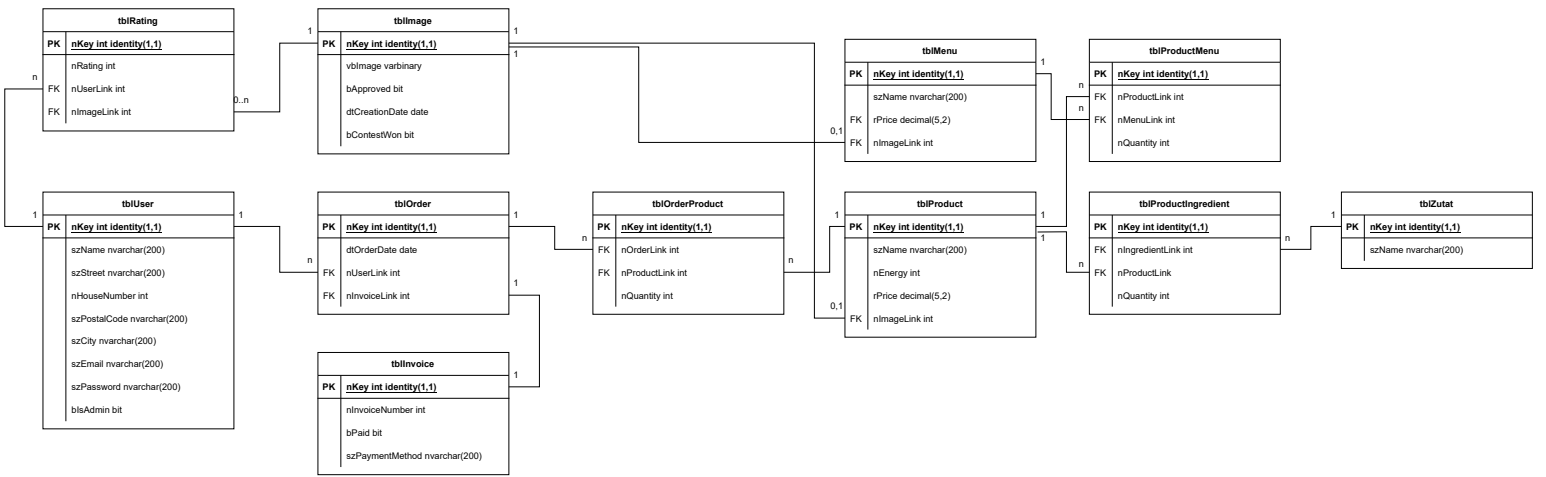 tblRating
PK nKey int identity(1,1)
nRating int
FK nUserLink int
FK nImageLink int
n
0..n
tblImage
1
PK nKey int identity(1,1)
vbImage varbinary
bApproved bit
dtCreationDate date
bContestWon bit
1
1
tblMenu
PK nKey int identity(1,1)
szName nvarchar(200)
FK rPrice decimal(5,2)
FK nImageLink int
0,1
1
tblProductMenu
PK nKey int identity(1,1)
FK nProductLink int
FK nMenuLink int
nQuantity int
n
n
tblUser
1
1
PK nKey int identity(1,1)
szName nvarchar(200)
szStreet nvarchar(200)
nHouseNumber int
szPostalCode nvarchar(200)
szCity nvarchar(200)
szEmail nvarchar(200)
szPassword nvarchar(200)
bIsAdmin bit
tblOrder
PK nKey int identity(1,1)
dtOrderDate date
FK nUserLink int
FK nInvoiceLink int
n
1
1
tblInvoice
PK nKey int identity(1,1)
nInvoiceNumber int
bPaid bit
szPaymentMethod nvarchar(200)
1
tblOrderProduct
PK nKey int identity(1,1)
FK nOrderLink int
FK nProductLink int
nQuantity int
n
n
tblProduct
1
PK nKey int identity(1,1)
szName nvarchar(200)
nEnergy int
rPrice decimal(5,2)
FK nImageLink int
0,1
1
1
tblProductIngredient
PK nKey int identity(1,1)
FK nIngredientLink int
FK nProductLink
nQuantity int
n
n
tblZutat
1
PK nKey int identity(1,1)
szName nvarchar(200)